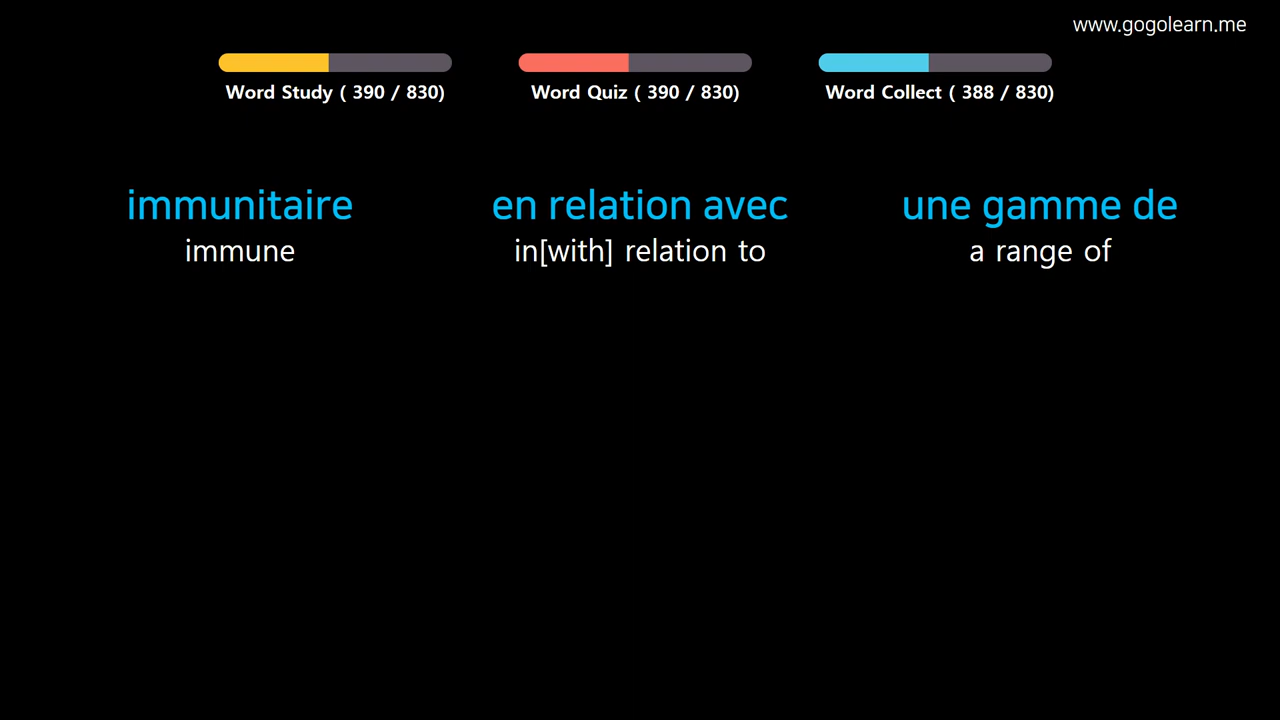 www.gogolearn.me
Word Study ( 390 / 830)
Word Quiz ( 390 / 830)
Word Collect ( 388 / 830)
immunitaire
immune
en relation avec
in[with] relation to
une gamme de
a range of